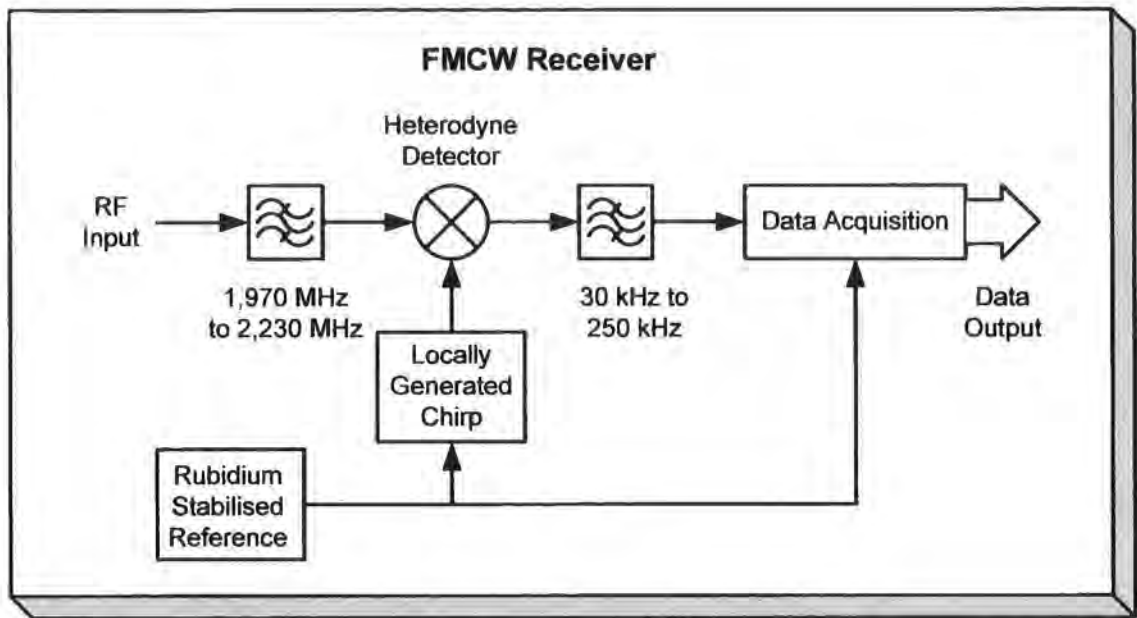 FMCW Receiver
Heterodyne
Detector
RF
Input
Data Acquisition
1,970 MHz
to 2,230 MHz
30 kHz to
250 kHz
Data
Output
Locally
Generated
Chirp
Rubidium
Stabilised
Reference